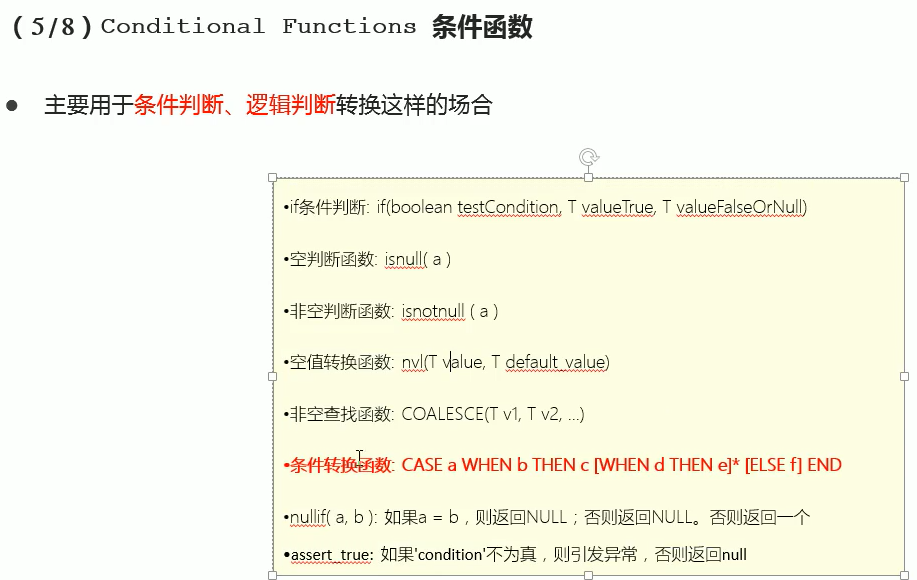 （5/8）Conditional Functions 条件函数
● 主要用于条件判断、逻辑判断转换这样的场合
•if条件判断: if(boolean testCondition, T valueTrue, T valueFalseOrNull)
•空判断函数: isnull( a )
•非空判断函数: isnotnull ( a )
•空值转换函数: nvl(T value, T default_value)
•非空查找函数: COALESCE(T v1, T v2, ...)
•条件转换函数: CASE a WHEN b THEN c [WHEN d THEN e]* [ELSE f] END
•nullif( a, b ): 如果a = b，则返回NULL；否则返回NULL。否则返回一个
•assert_true: 如果'condition'不为真，则引发异常，否则返回null